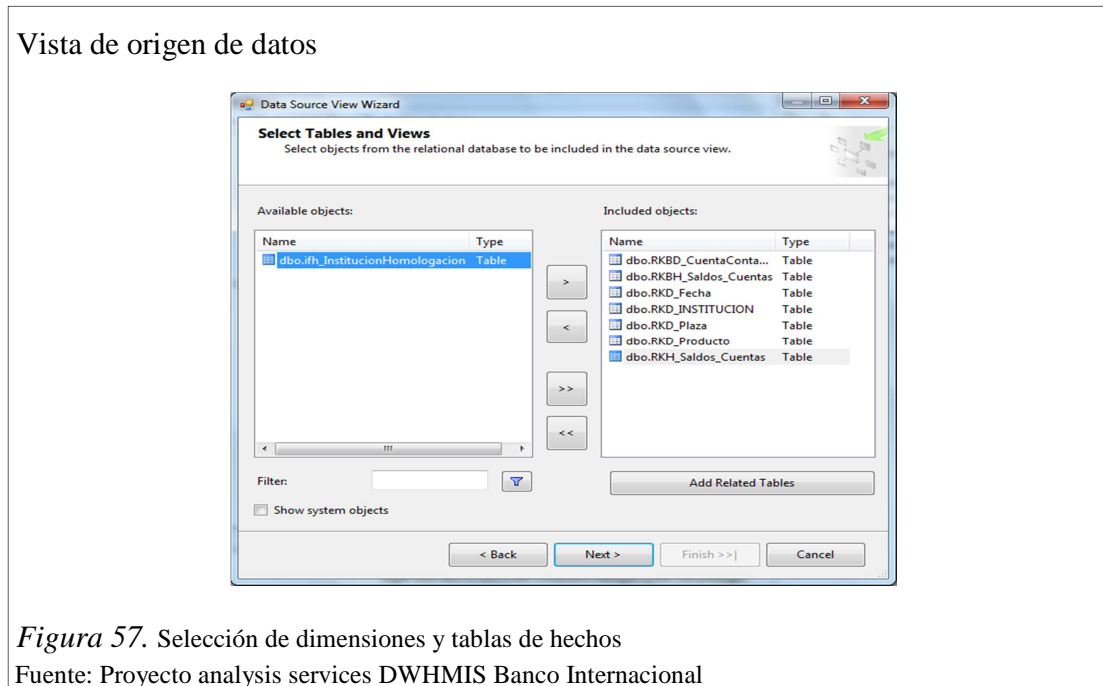 Vista de origen de datos
Data Source View Wizard
Select Tables and Views
Select objects from the relational database to be included in the data source view.
Available objects:
Name Type
dbo.ifh_InstitucionHomologacion Table
>
<
>>
<<
Included objects:
Name Type
dbo.RKBD_CuentaConta... Table
dbo.RKBH_Saldos_Cuentas Table
dbo.RKD_Fecha Table
dbo.RKD_INSTITUCION Table
dbo.RKD_Plaza Table
dbo.RKD_Producto Table
dbo.RKH_Saldos_Cuentas Table
Filter:
Add Related Tables
Show system objects
< Back Next > Finish >>| Cancel
Figura 57. Selección de dimensiones y tablas de hechos
Fuente: Proyecto analysis services DWHMIS Banco Internacional